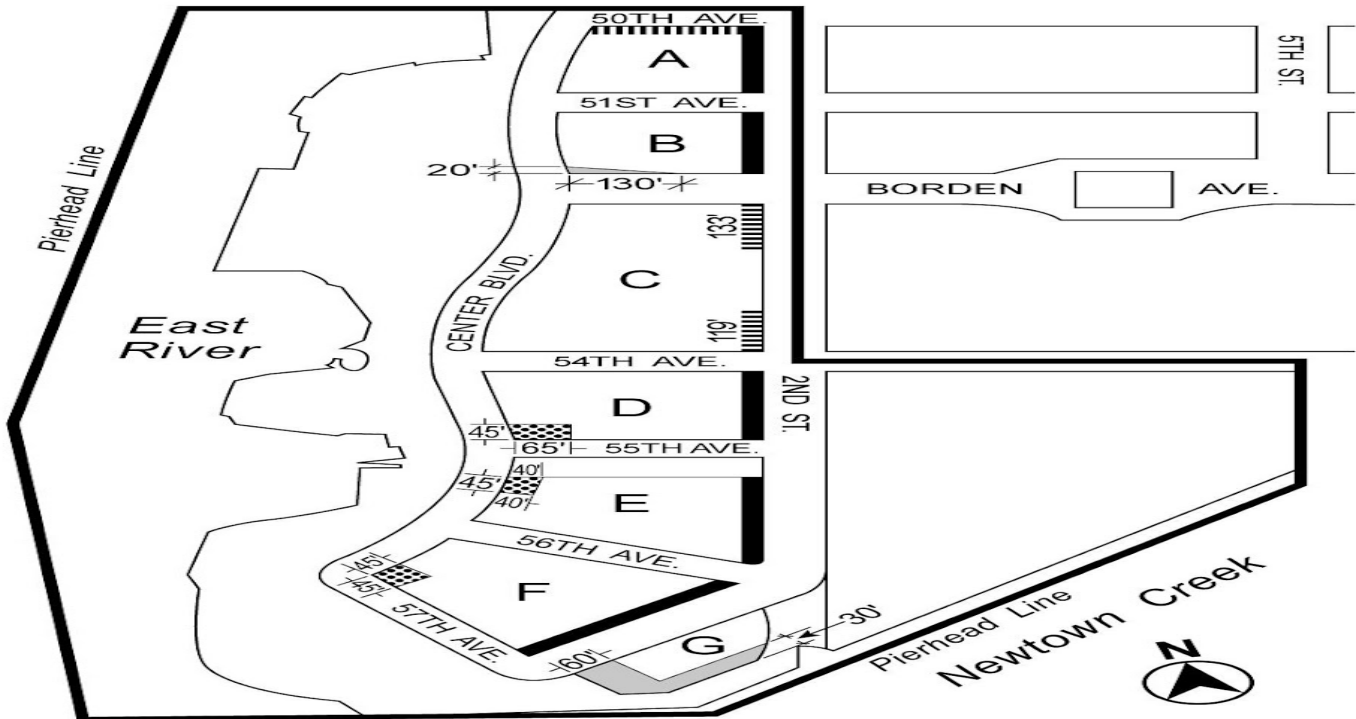 50TH AVE.
A
5TH ST.
51ST AVE.
B
20'
130'
BORDEN AVE.
Pierhead Line
133'
C
CENTER BLVD.
East
River
119'
54TH AVE.
2ND ST.
D
45'
65'
55TH AVE.
40'
45'
40'
E
56TH AVE.
45'
45'
F
57TH AVE.
30'
G
60'
Pierhead Line
Newtown Creek
N